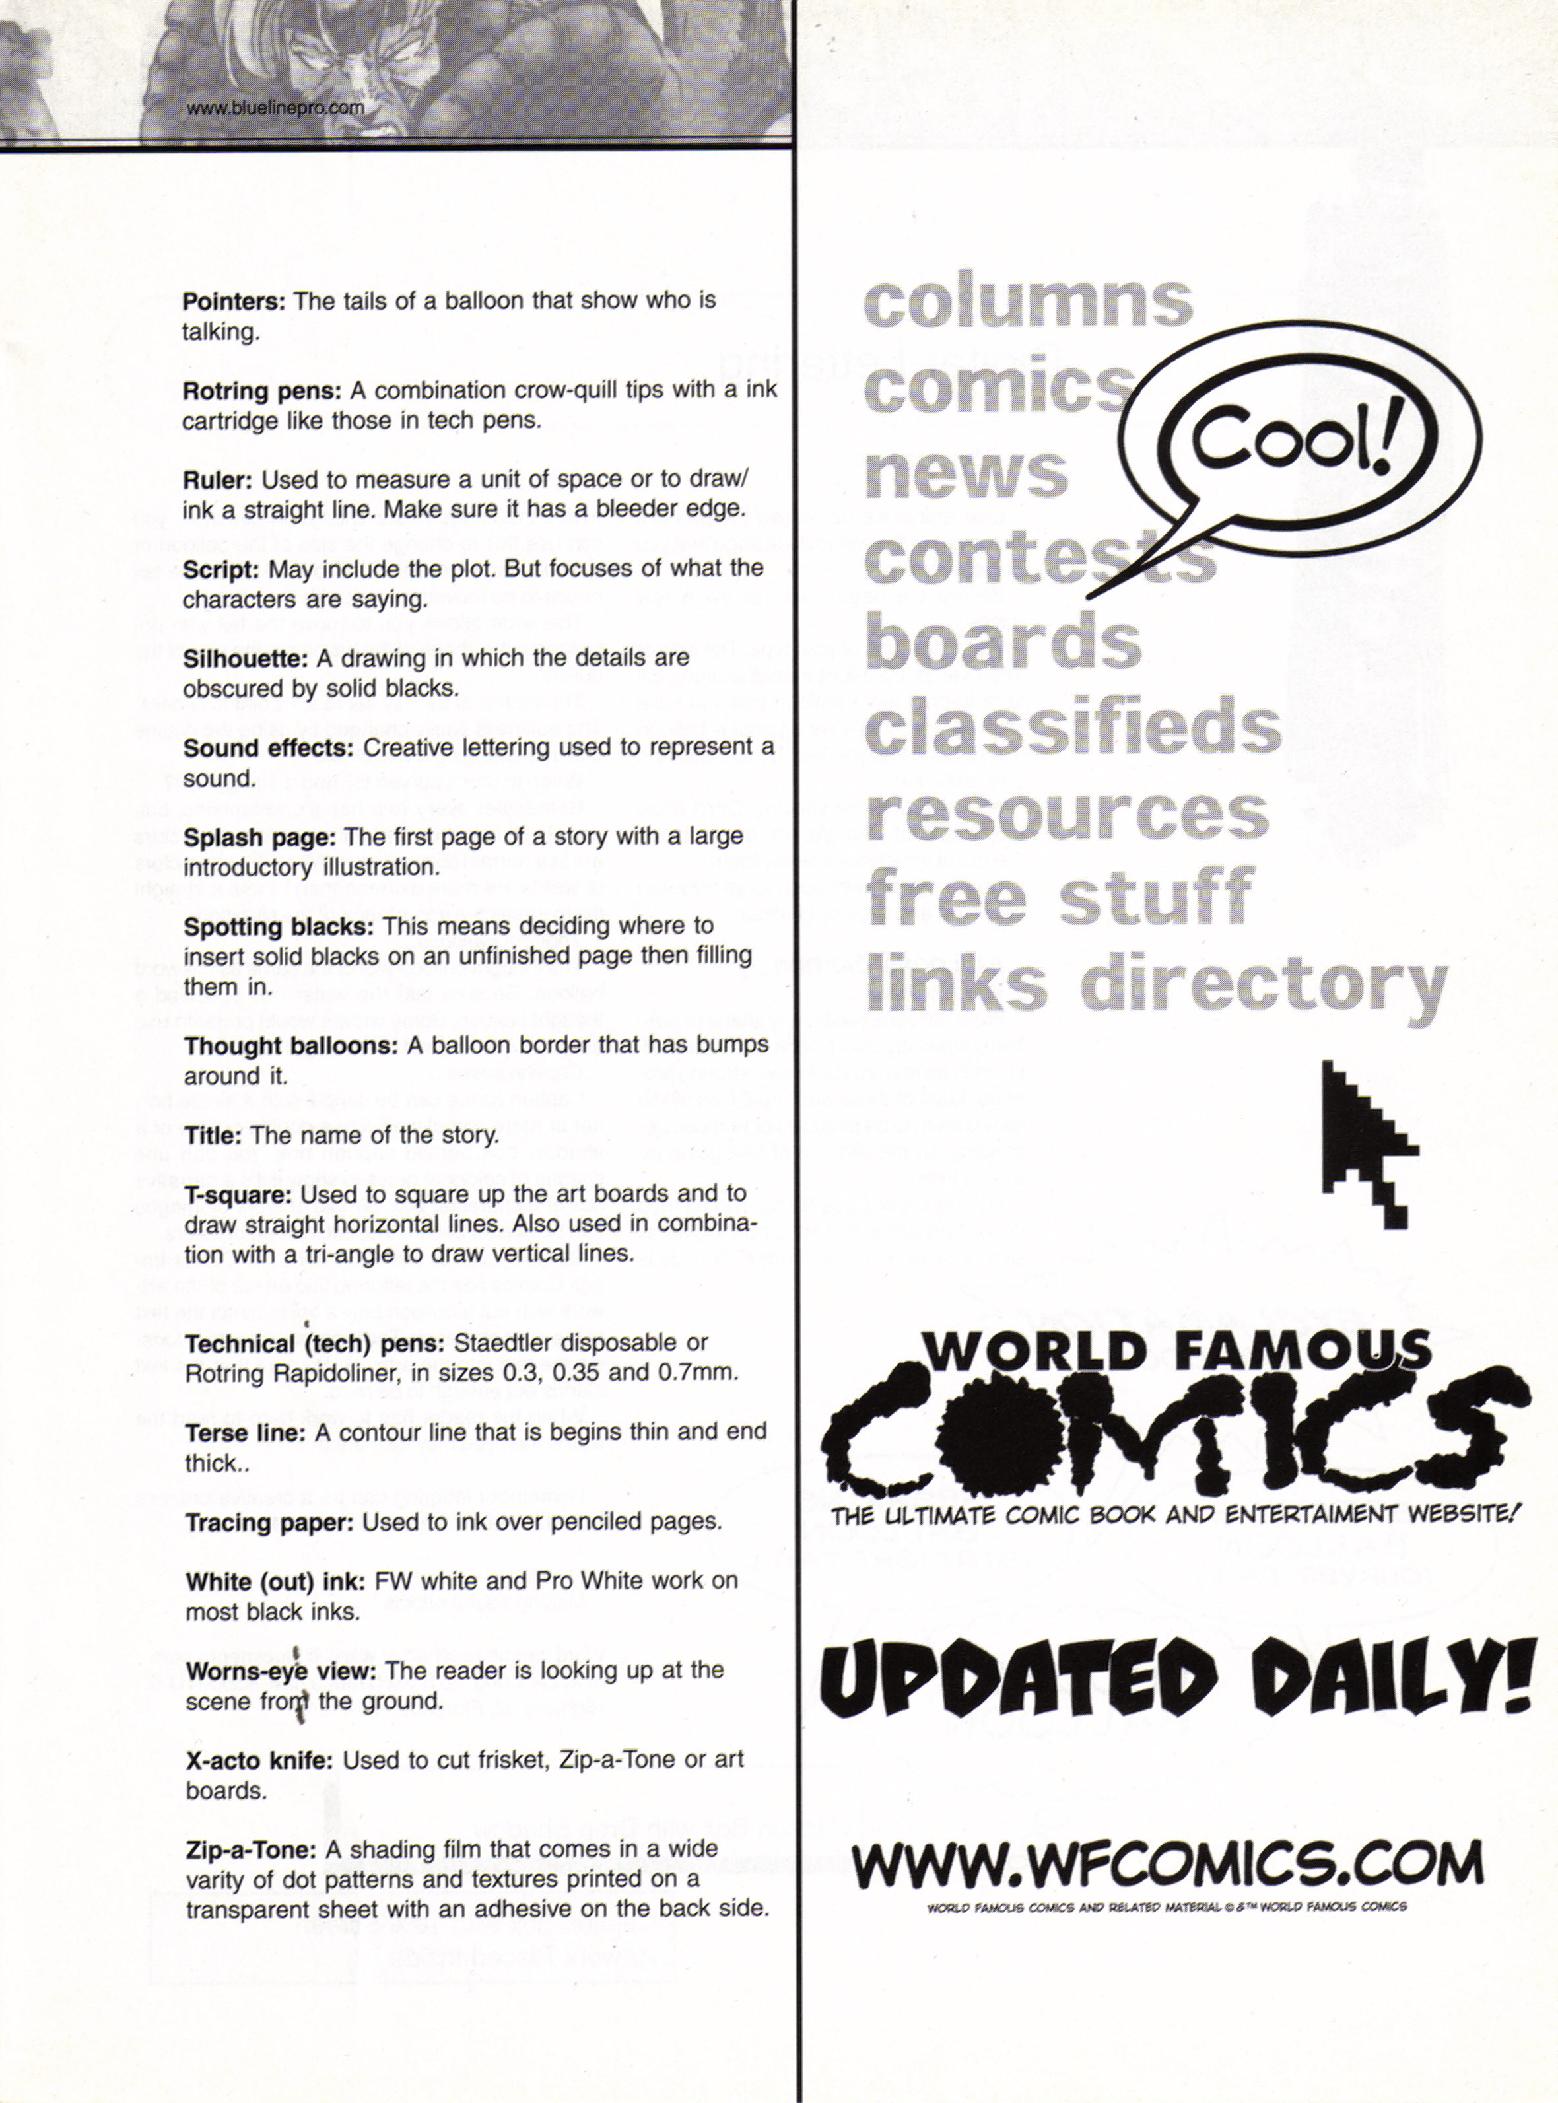 www.bluelinepro.com
Pointers: The tails of a balloon that show who is
talking.
Rotring pens: A combination crow-quill tips with a ink
cartridge like those in tech pens.
Ruler: Used to measure a unit of space or to draw/
ink a straight line. Make sure it has a bleeder edge.
Script: May include the plot. But focuses of what the
characters are saying.
Silhouette: A drawing in which the details are
obscured by solid blacks.
Sound effects: Creative lettering used to represent a
sound.
Splash page: The first page of a story with a large
introductory illustration.
Spotting blacks: This means deciding where to
insert solid blacks on an unfinished page then filling
them in.
Thought balloons: A balloon border that has bumps
around it.
Title: The name of the story.
T-square: Used to square up the art boards and to
draw straight horizontal lines. Also used in combina-
tion with a tri-angle to draw vertical lines.
Technical (tech) pens: Staedtler disposable or
Rotring Rapidoliner, in sizes 0.3, 0.35 and 0.7mm.
Terse line: A contour line that is begins thin and end
thick..
Tracing paper: Used to ink over penciled pages.
White (out) ink: FW white and Pro White work on
most black inks.
Worns-eye view: The reader is looking up at the
scene from the ground.
X-acto knife: Used to cut frisket, Zip-a-Tone or art
boards.
Zip-a-Tone: A shading film that comes in a wide
varity of dot patterns and textures printed on a
transparent sheet with an adhesive on the back side.
columns
comics
Cool!
news
contests
boards
classifieds
resources
free stuff
links directory
WORLD FAMOUS
COMICS
THE ULTIMATE COMIC BOOK AND ENTERTAIMENT WEBSITE!
UPDATED DAILY!
WWW.WFCOMICS.COM
WORLD FAMOUS COMICS AND RELATED MATERIAL © & ™ WORLD FAMOUS COMICS